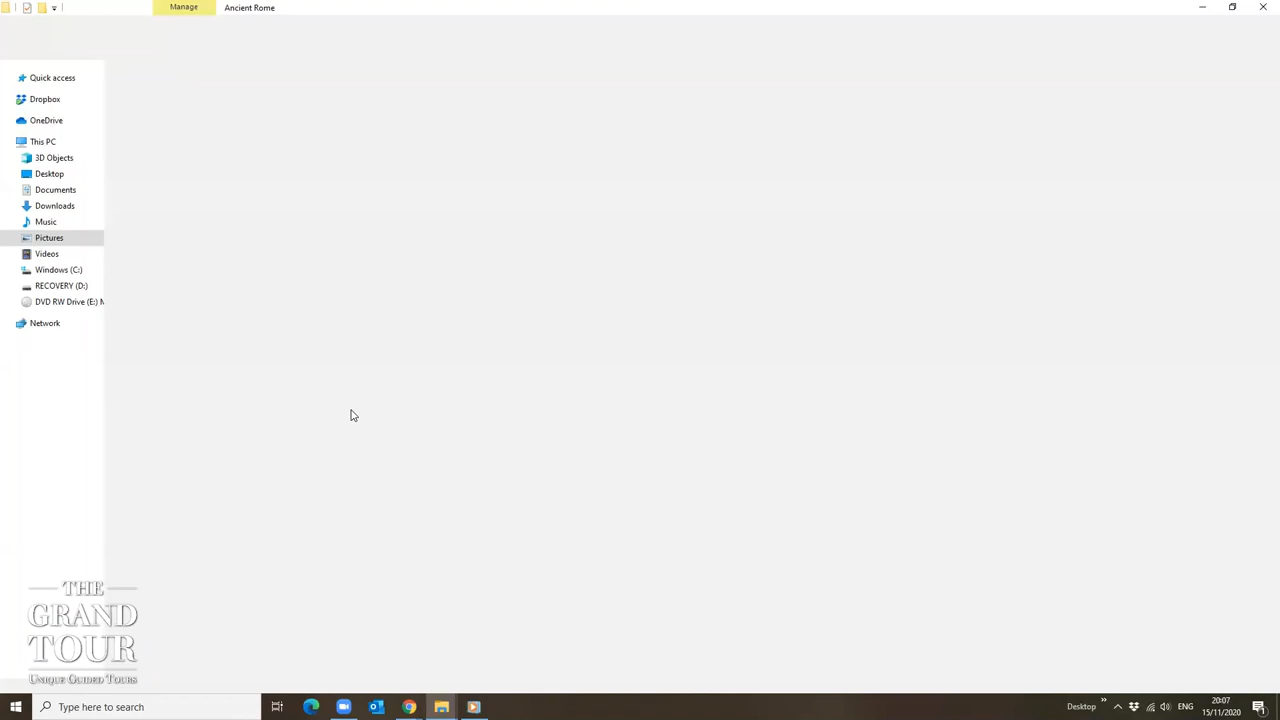 Manage
Ancient Rome
Quick access
Dropbox
OneDrive
This PC
3D Objects
Desktop
Documents
Downloads
Music
Pictures
Videos
Windows (C:)
RECOVERY (D:)
DVD RW Drive (E:) M
Network
THE
GRAND
TOUR
UNIQUE GUIDED TOURS
Type here to search
Desktop
ENG
20:07
15/11/2020
1